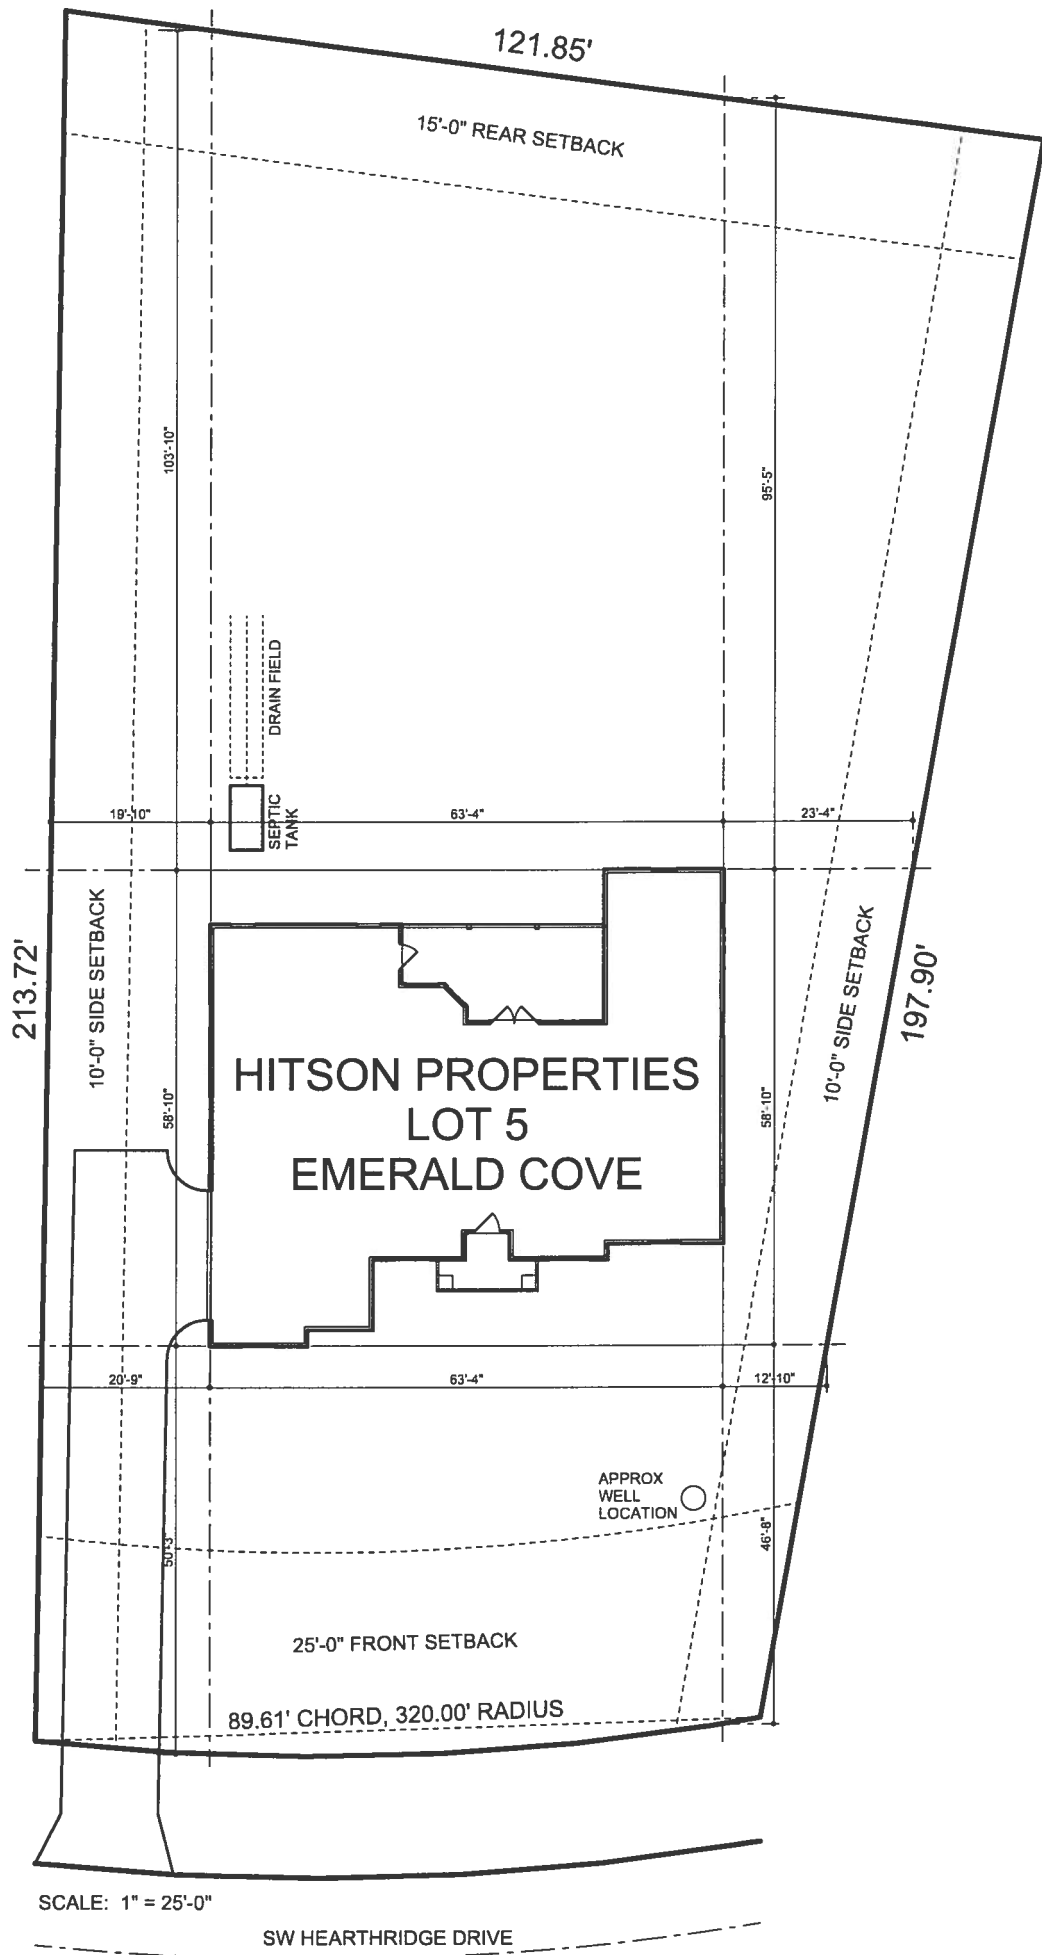 121.85'
15'-0" REAR SETBACK
103'-10"
95'-5"
DRAIN FIELD
SEPTIC
TANK
19'-10"
63'-4"
23'-4"
213.72'
10'-0" SIDE SETBACK
58'-10"
HITSON PROPERTIES
LOT 5
EMERALD COVE
58'-10"
10'-0" SIDE SETBACK
197.90'
20'-9"
63'-4"
12'-10"
APPROX
WELL
LOCATION
50'-3"
46'-8"
25'-0" FRONT SETBACK
89.61' CHORD, 320.00' RADIUS
SCALE: 1" = 25'-0"
SW HEARTHRIDGE DRIVE